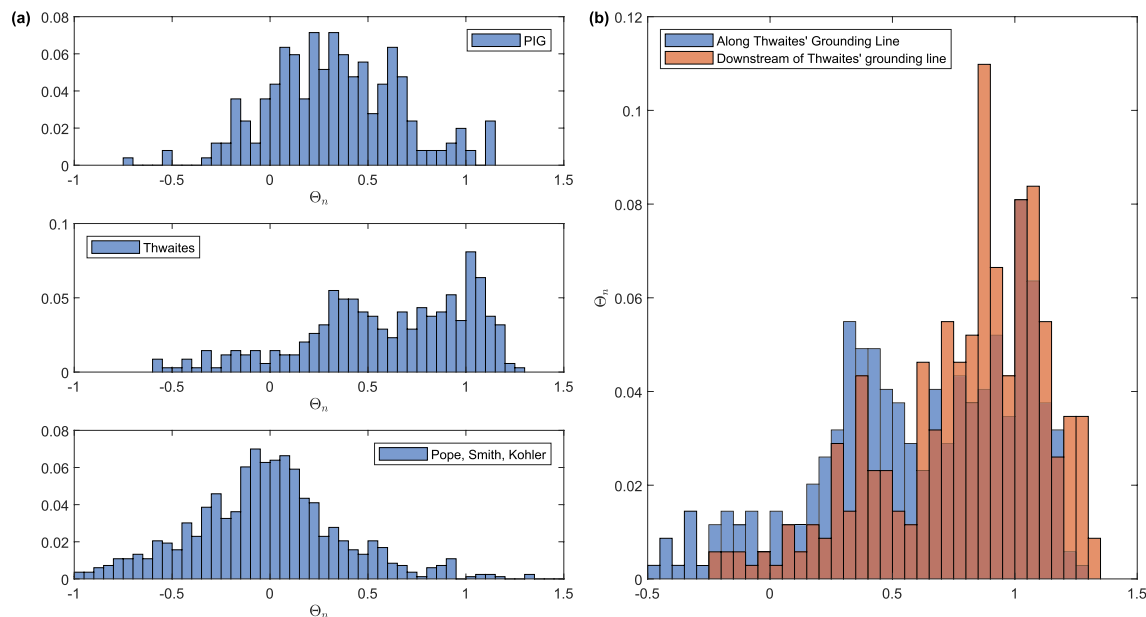 (a)
0.08
0.06
0.04
0.02
0
PIG
-1 -0.5 0 0.5 1 1.5
Θn
0.1
0.05
0
Thwaites
-1 -0.5 0 0.5 1 1.5
Θn
0.08
0.06
0.04
0.02
0
Pope, Smith, Kohler
-1 -0.5 0 0.5 1 1.5
Θn
(b)
0.12
0.1
0.08
0.06
0.04
0.02
0
Θn
Along Thwaites' Grounding Line
Downstream of Thwaites' grounding line
-0.5 0 0.5 1 1.5
Θn